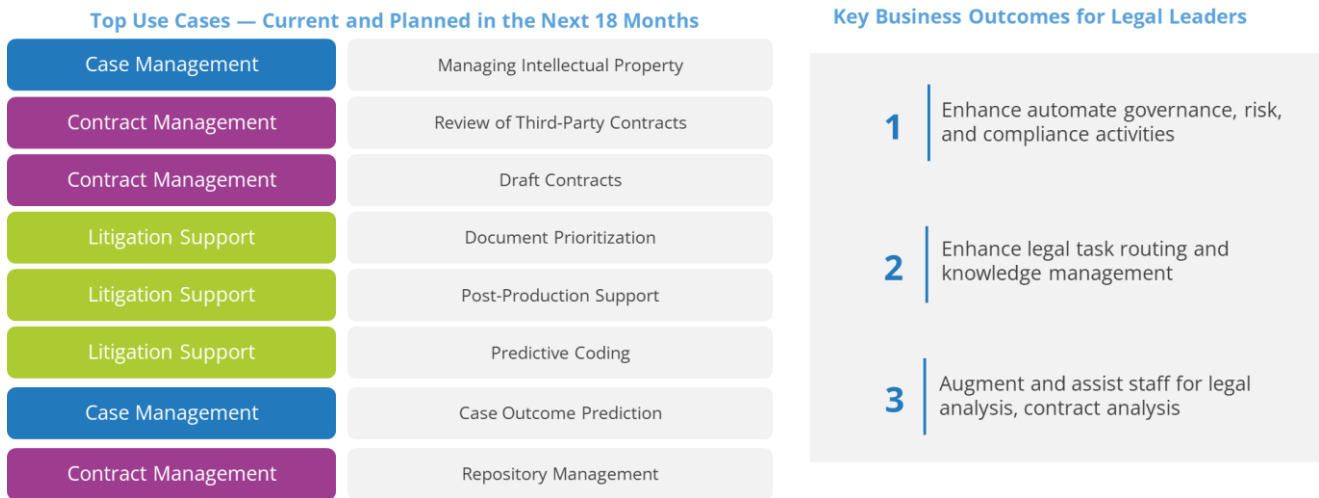 Top Use Cases — Current and Planned in the Next 18 Months
Case Management
Managing Intellectual Property
Contract Management
Review of Third-Party Contracts
Contract Management
Draft Contracts
Litigation Support
Document Prioritization
Litigation Support
Post-Production Support
Litigation Support
Predictive Coding
Case Management
Case Outcome Prediction
Contract Management
Repository Management
Key Business Outcomes for Legal Leaders
1
Enhance automate governance, risk,
and compliance activities
2
Enhance legal task routing and
knowledge management
3
Augment and assist staff for legal
analysis, contract analysis